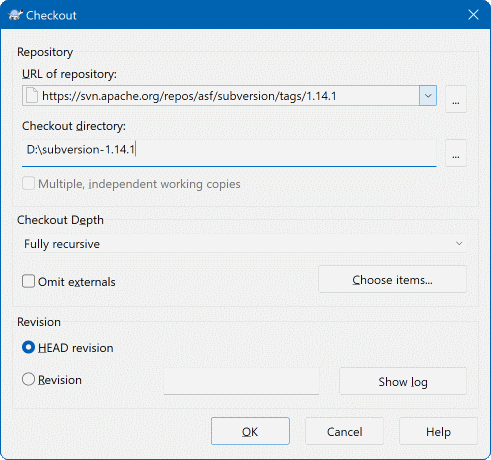 Checkout
Repository
URL of repository:
https://svn.apache.org/repos/asf/subversion/tags/1.14.1
...
Checkout directory:
D:\subversion-1.14.1
...
Multiple, independent working copies
Checkout Depth
Fully recursive
Omit externals
Choose items...
Revision
HEAD revision
Revision
Show log
OK
Cancel
Help